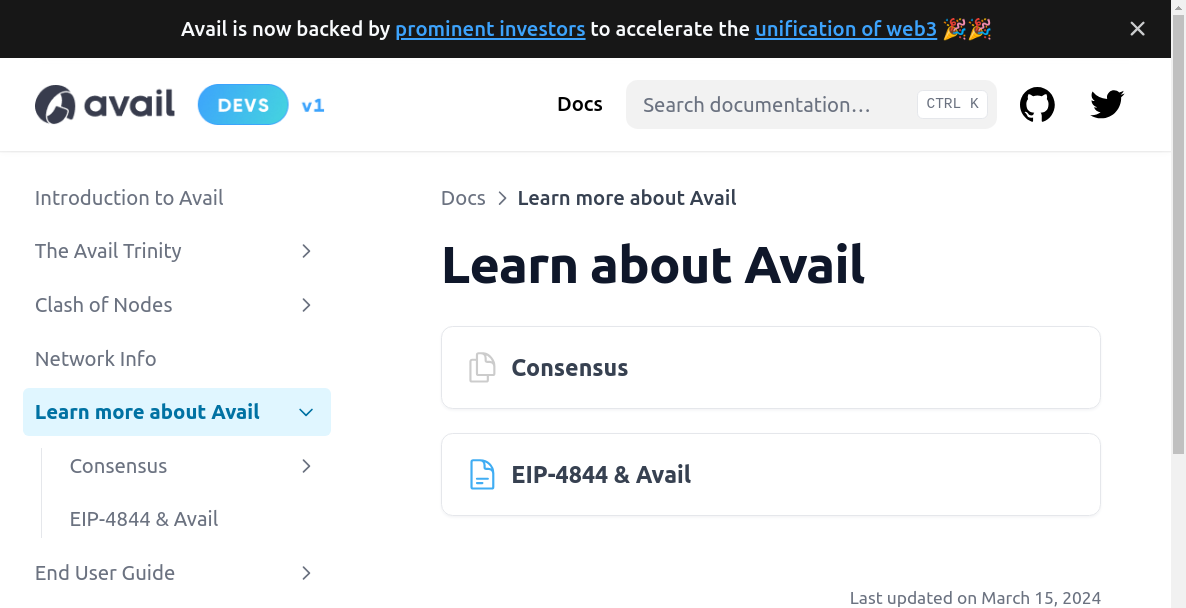 Avail is now backed by prominent investors to accelerate the unification of web3 🎉🎉
avail DEVS v1
Docs
Search documentation…
CTRL K
Introduction to Avail
The Avail Trinity
Clash of Nodes
Network Info
Learn more about Avail
Consensus
EIP-4844 & Avail
End User Guide
Docs > Learn more about Avail
Learn about Avail
Consensus
EIP-4844 & Avail
Last updated on March 15, 2024